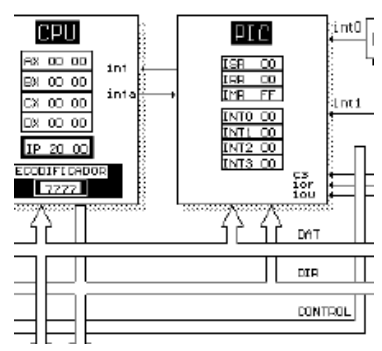 CPU
AX 00 00
BX 00 00
CX 00 00
DX 00 00
IP 20 00
ECODIFICADOR
7777
int
inta
PIC
ISR 00
IRR 00
IMR FF
INT0 00
INT1 00
INT2 00
INT3 00
int0
int1
cs
ior
iow
DAT
DIR
CONTROL